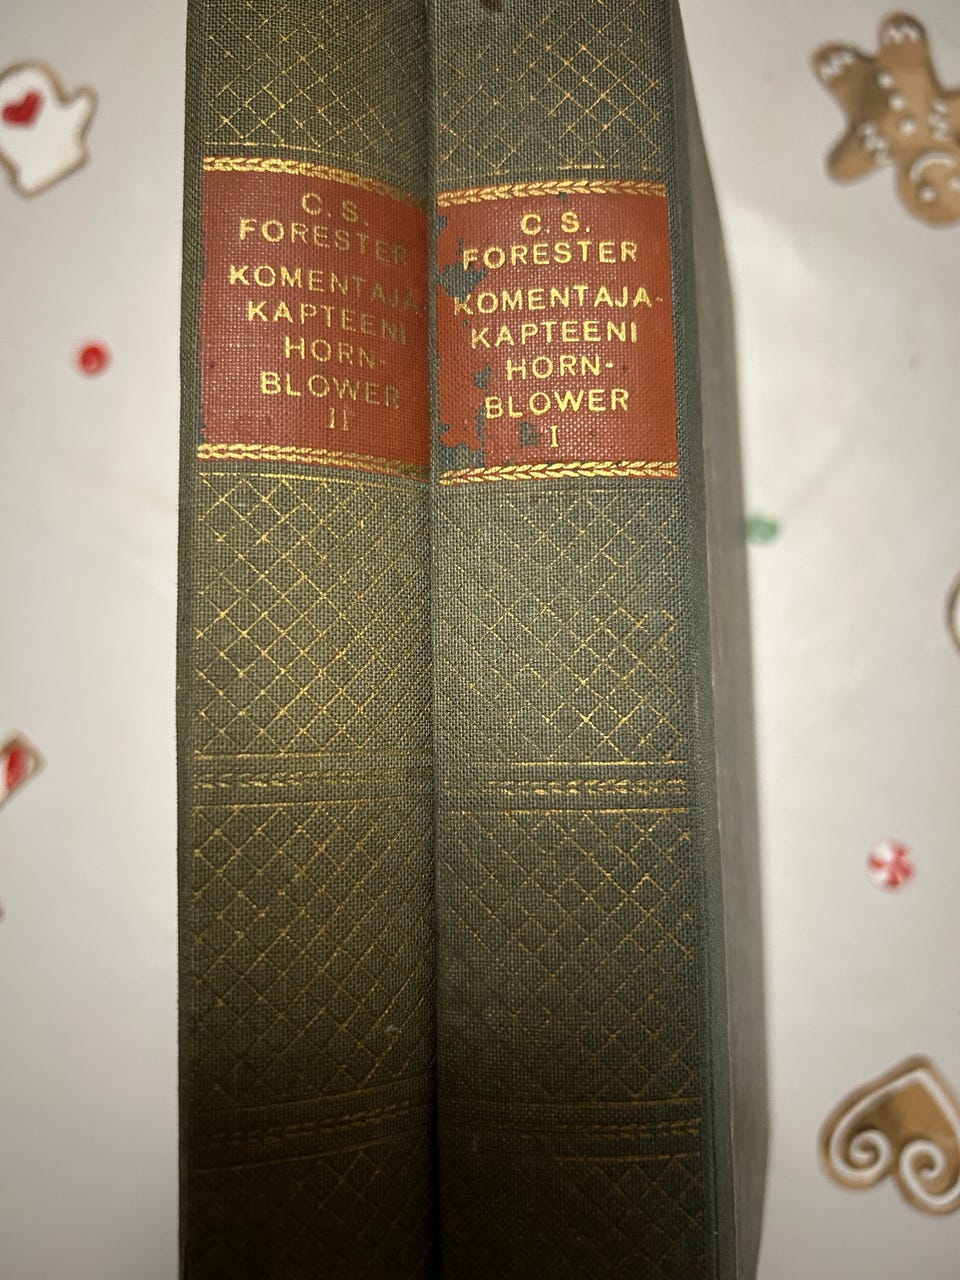 C. S.
FORESTER
KOMENTAJA-
KAPTEENI
HORN-
BLOWER
II
C. S.
FORESTER
KOMENTAJA-
KAPTEENI
HORN-
BLOWER
I